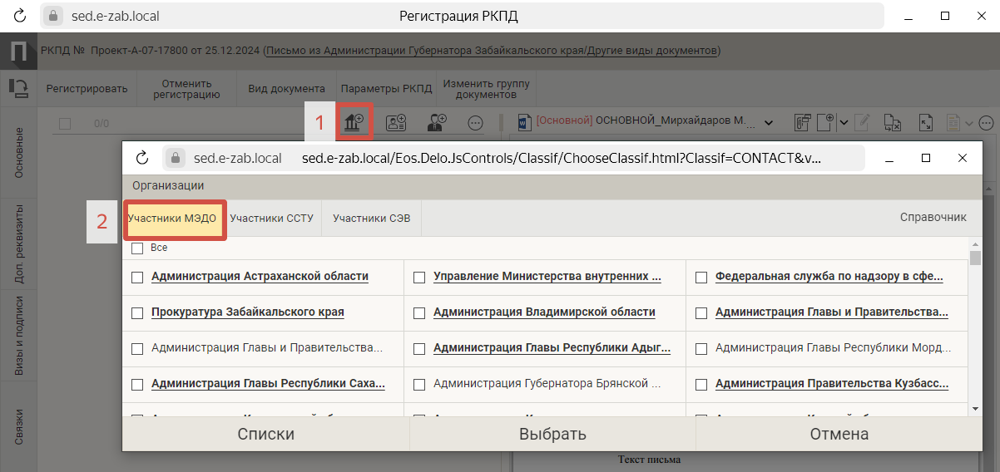 sed.e-zab.local Регистрация РКПД
П РКПД № Проект-А-07-17800 от 25.12.2024 (Письмо из Администрации Губернатора Забайкальского края/Другие виды документов)
Регистрировать
Отменить
регистрацию
Вид документа
Параметры РКПД
Изменить группу
документов
0/0
1
[Основной] ОСНОВНОЙ_Мирхайдаров М....
Основные
Доп. реквизиты
Визы и подписи
Связки
sed.e-zab.local sed.e-zab.local/Eos.Delo.JsControls/Classif/ChooseClassif.html?Classif=CONTACT&v...
Организации
2
Участники МЭДО Участники ССТУ Участники СЭВ Справочник
Все
Администрация Астраханской области Управление Министерства внутренних ... Федеральная служба по надзору в сфе...
Прокуратура Забайкальского края Администрация Владимирской области Администрация Главы и Правительства...
Администрация Главы и Правительства... Администрация Главы Республики Адыг... Администрация Главы Республики Морд...
Администрация Главы Республики Саха... Администрация Губернатора Брянской ... Администрация Правительства Кузбасс...
Списки Выбрать Отмена
Текст письма